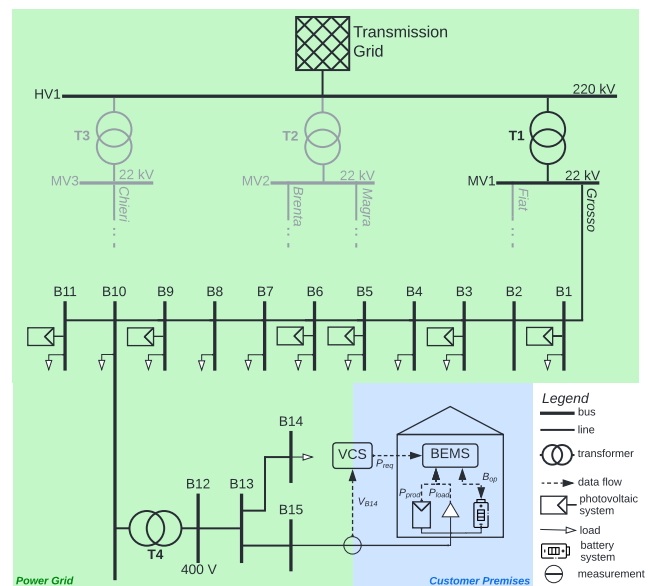 Transmission
Grid
HV1
220 kV
T3
T2
T1
MV3
22 kV
MV2
22 kV
MV1
22 kV
Chieri
Brenta
Magra
Fiat
Grosso
B11
B10
B9
B8
B7
B6
B5
B4
B3
B2
B1
Legend
bus
line
transformer
data flow
photovoltaic
system
load
battery
system
measurement
B14
VCS
BEMS
Preq
Bop
Pprod
Pload
VB14
B12
B13
B15
T4
400 V
Power Grid
Customer Premises